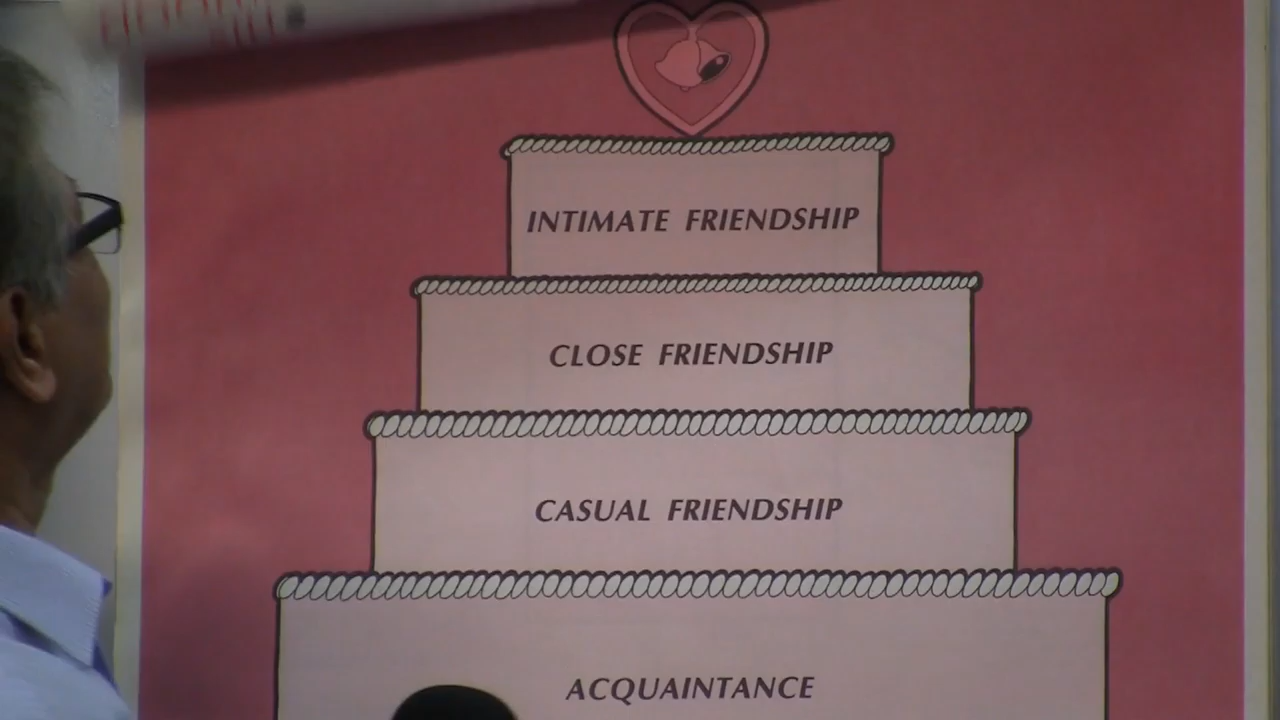 INTIMATE FRIENDSHIP
CLOSE FRIENDSHIP
CASUAL FRIENDSHIP
ACQUAINTANCE